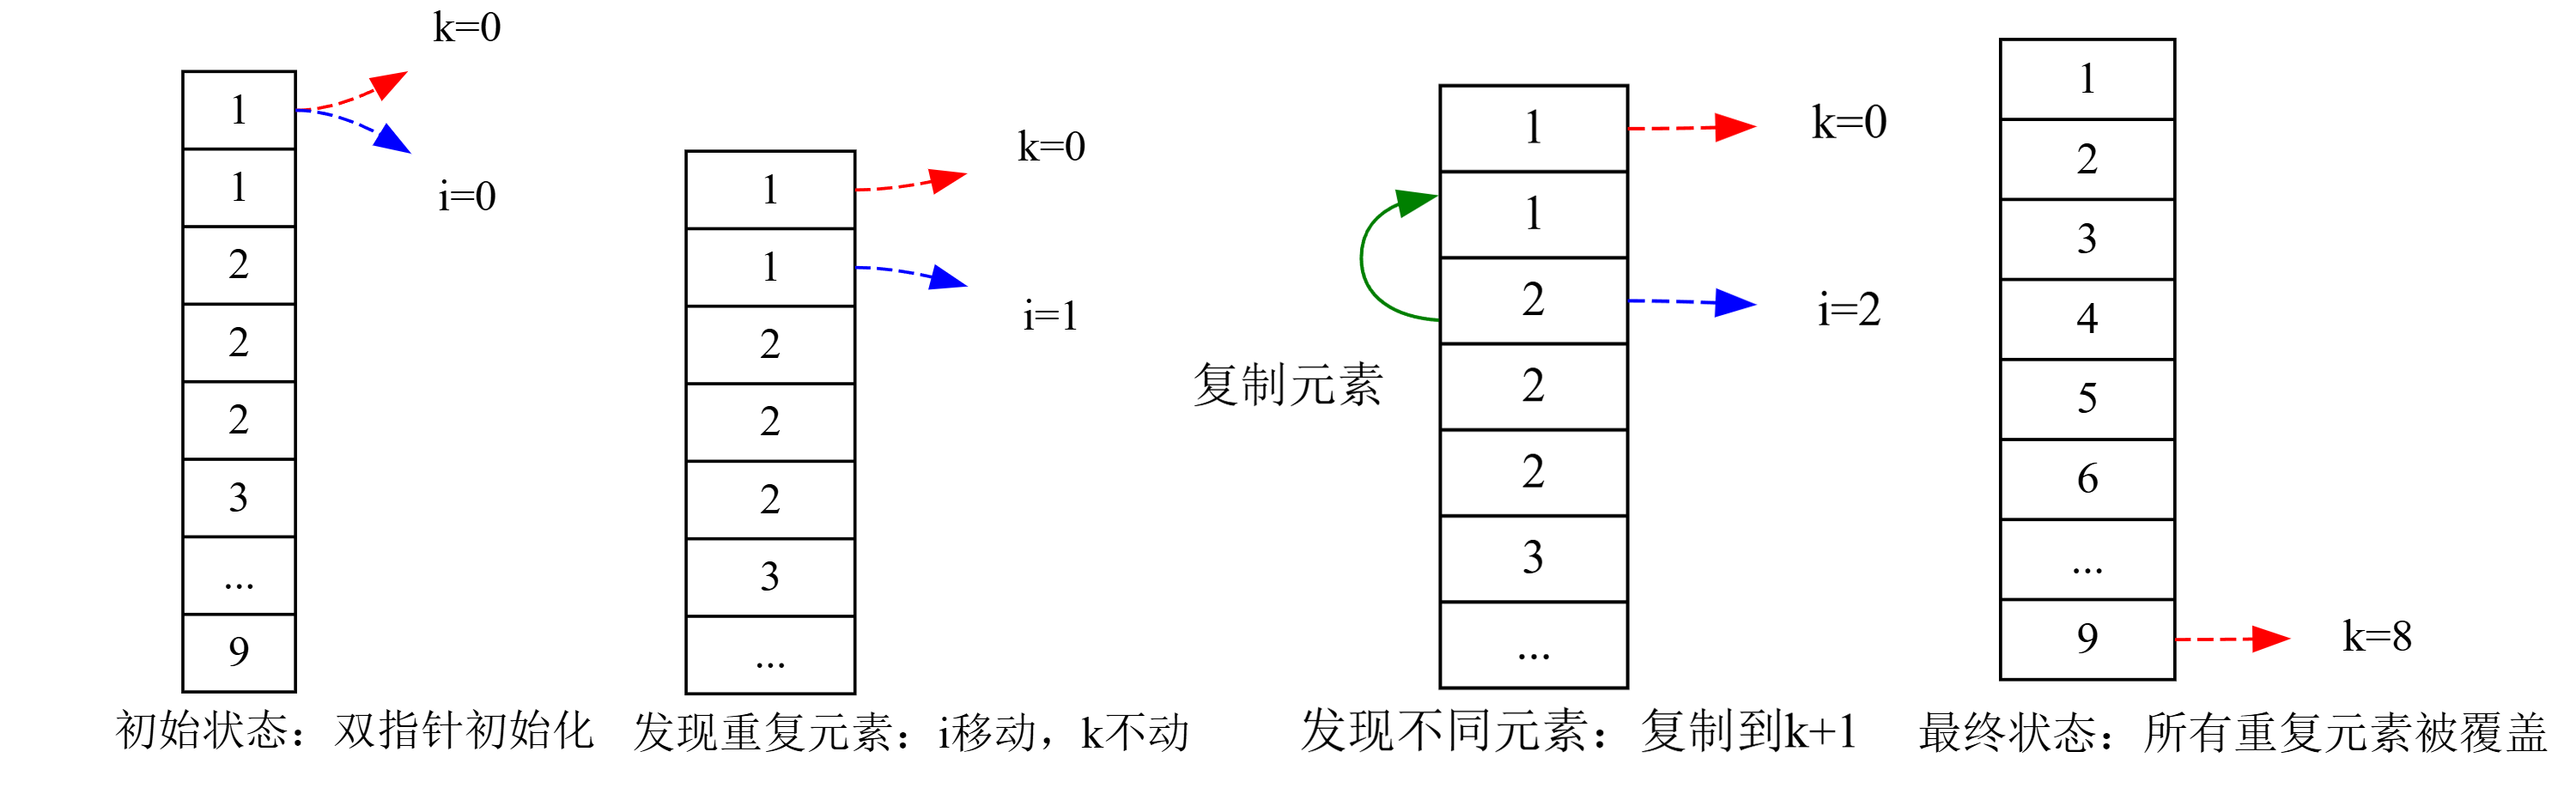 k=0
i=0
1
1
2
2
2
3
...
9
初始状态：双指针初始化
k=0
i=1
1
1
2
2
2
3
...
发现重复元素：i移动，k不动
k=0
i=2
1
1
2
2
2
3
...
复制元素
发现不同元素：复制到k+1
1
2
3
4
5
6
...
9
k=8
最终状态：所有重复元素被覆盖